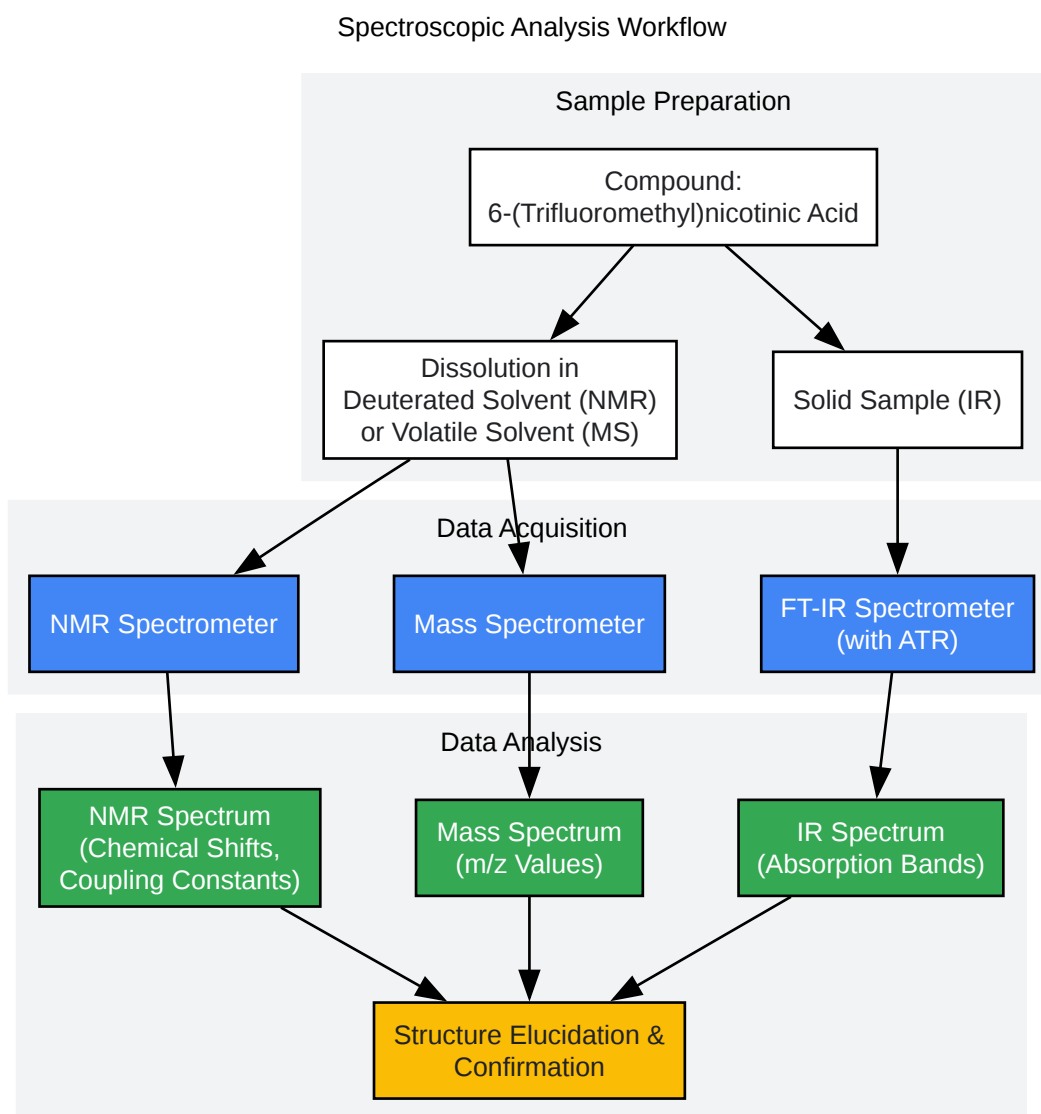 Spectroscopic Analysis Workflow
Sample Preparation
Compound:
6-(Trifluoromethyl)nicotinic Acid
Dissolution in
Deuterated Solvent (NMR)
or Volatile Solvent (MS)
Solid Sample (IR)
Data Acquisition
NMR Spectrometer
Mass Spectrometer
FT-IR Spectrometer
(with ATR)
Data Analysis
NMR Spectrum
(Chemical Shifts,
Coupling Constants)
Mass Spectrum
(m/z Values)
IR Spectrum
(Absorption Bands)
Structure Elucidation &
Confirmation